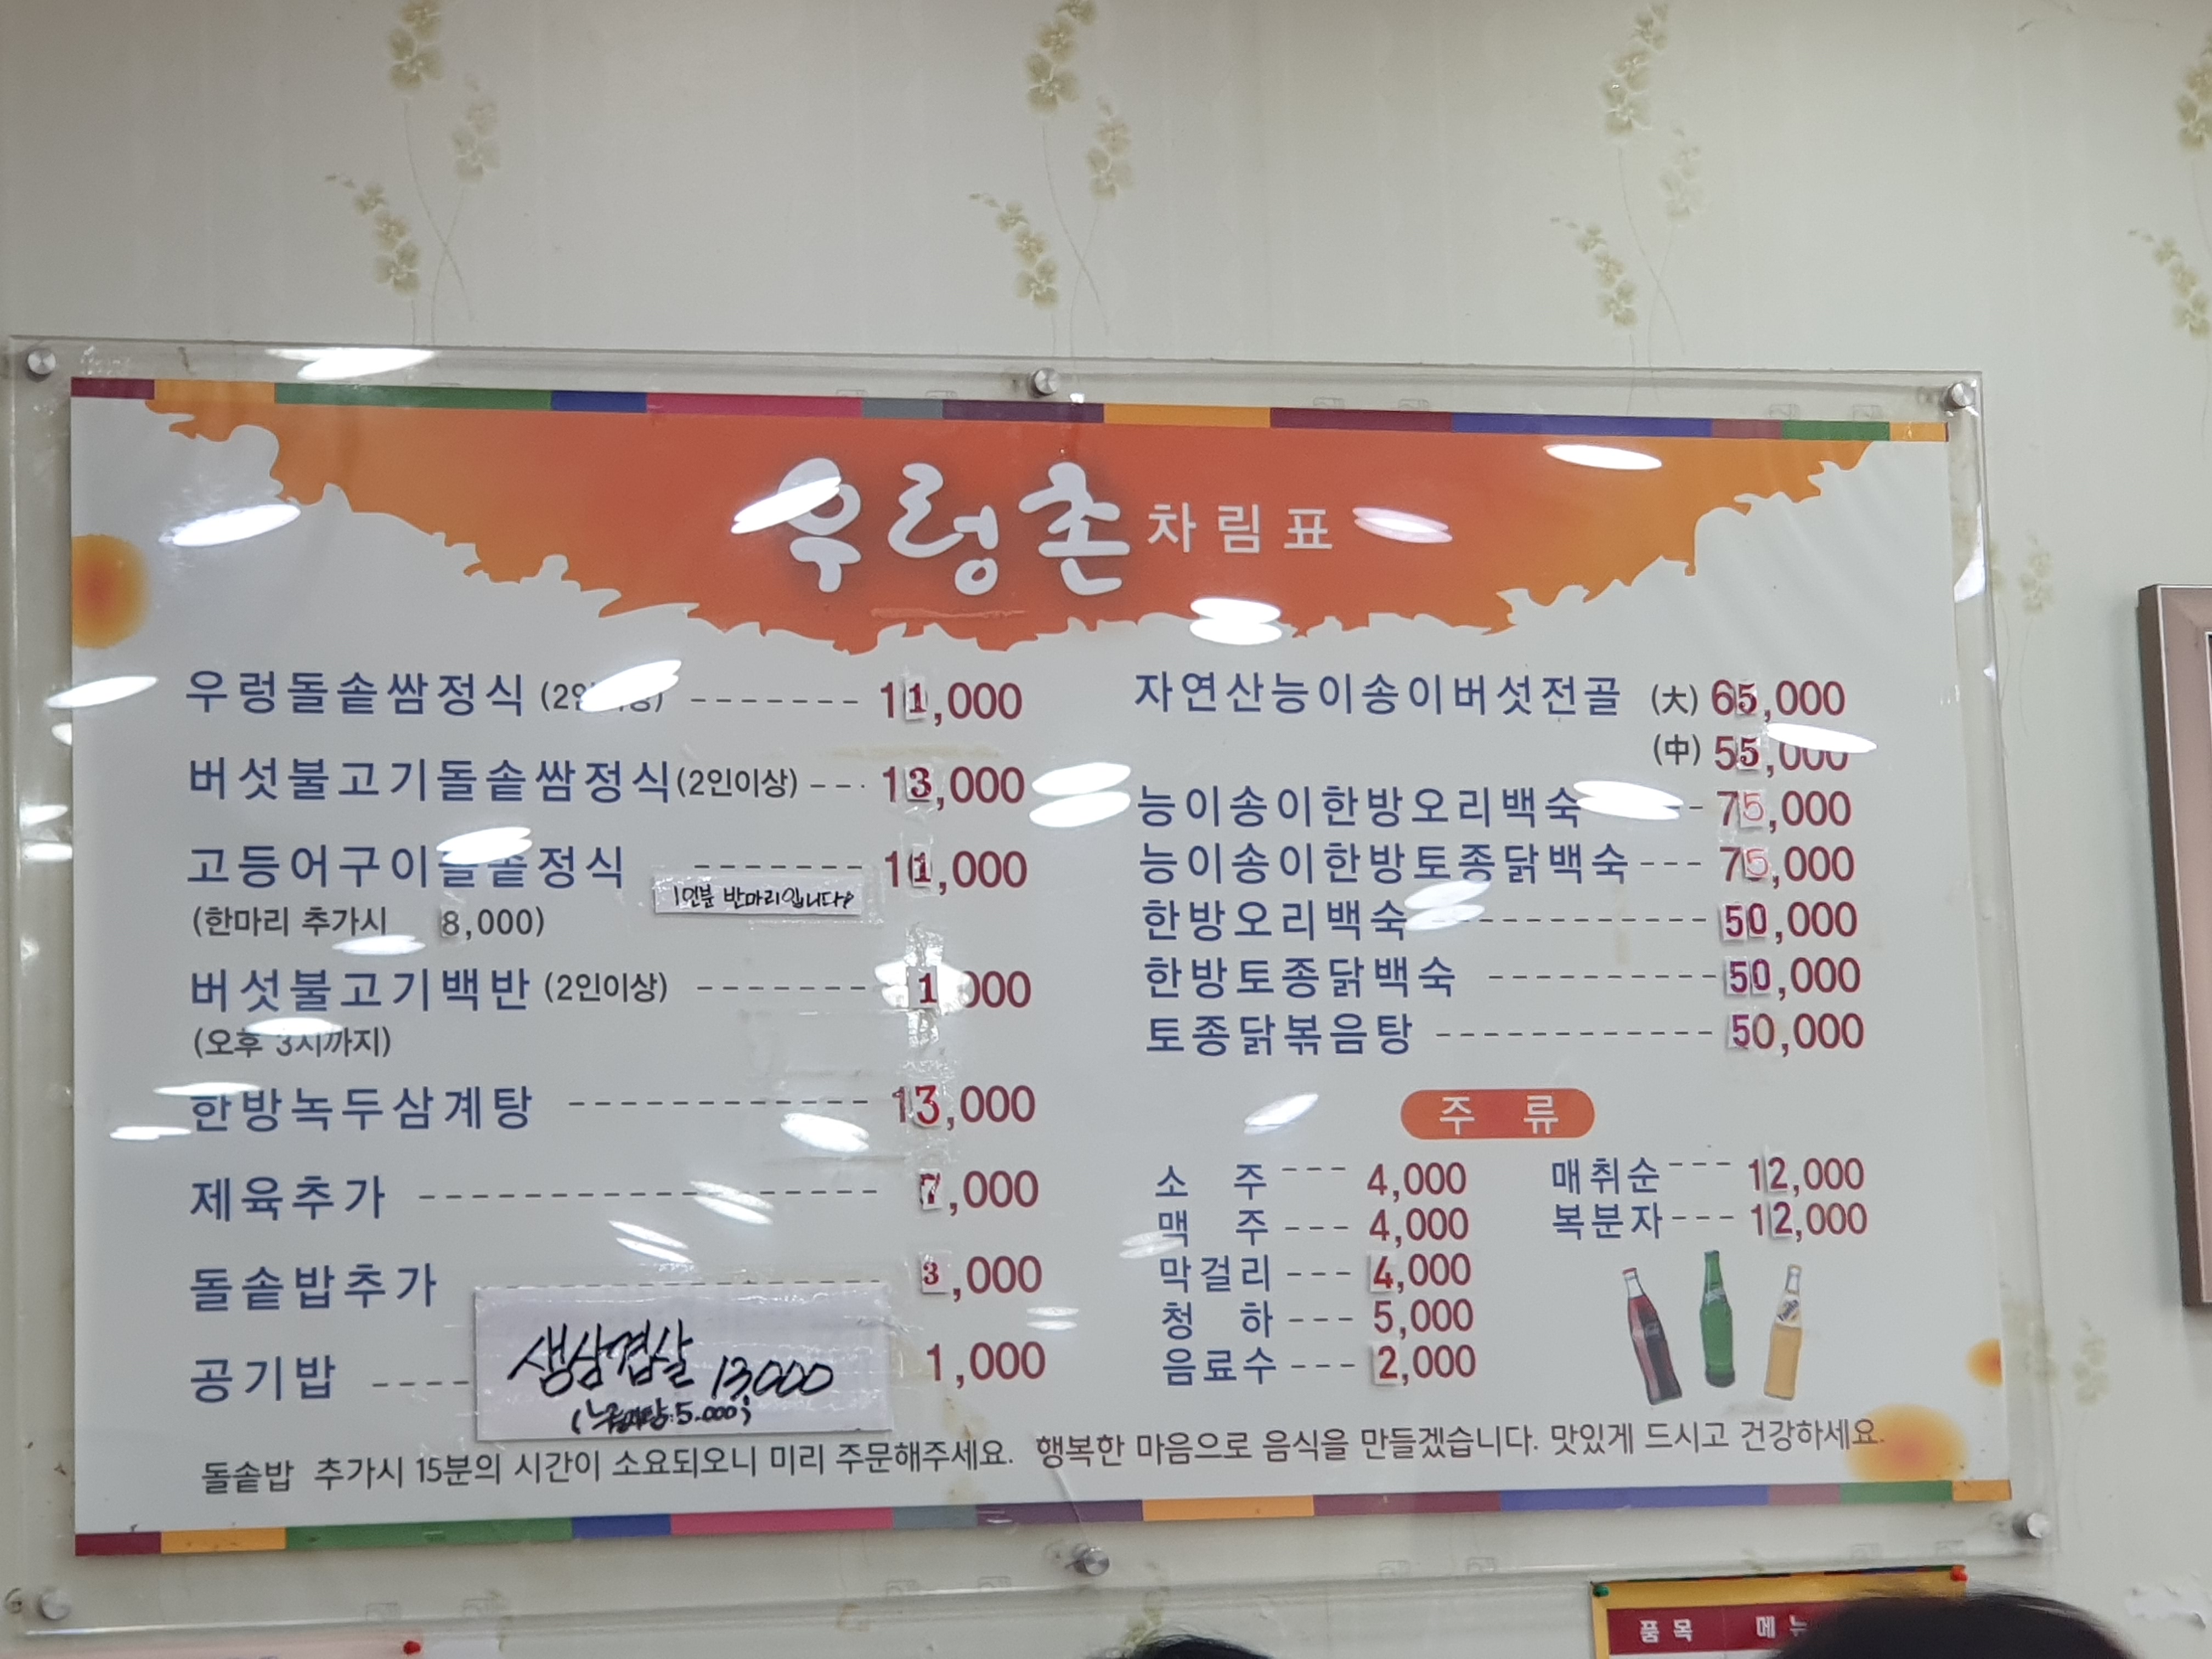 우렁촌 차림표
우렁돌솥쌈정식 ------- 11,000
버섯불고기돌솥쌈정식(2인이상) --- 13,000
고등어구이돌솥정식 ------- 11,000
1인분 반마리입니다
(한마리 추가시 8,000)
버섯불고기백반 (2인이상) -------
(오후 3시까지)
한방녹두삼계탕 ------------ 13,000
제육추가 ------------------ 7,000
돌솥밥추가 3,000
공기밥 ---- 1,000
생삼겹살 13,000
5.000
돌솥밥 추가시 15분의 시간이 소요되오니 미리 주문해주세요. 행복한 마음으로 음식을 만들겠습니다. 맛있게 드시고 건강하세요.
자연산능이송이버섯전골 (大) 65,000
(中) 55,000
능이송이한방오리백숙 - 75,000
능이송이한방토종닭백숙 --- 75,000
한방오리백숙 ------------ 50,000
한방토종닭백숙 ---------- 50,000
토종닭볶음탕 ------------ 50,000
주 류
소 주 --- 4,000
맥 주 --- 4,000
막걸리 --- 4,000
청 하 --- 5,000
음료수 --- 2,000
매취순 --- 12,000
복분자 --- 12,000
품목